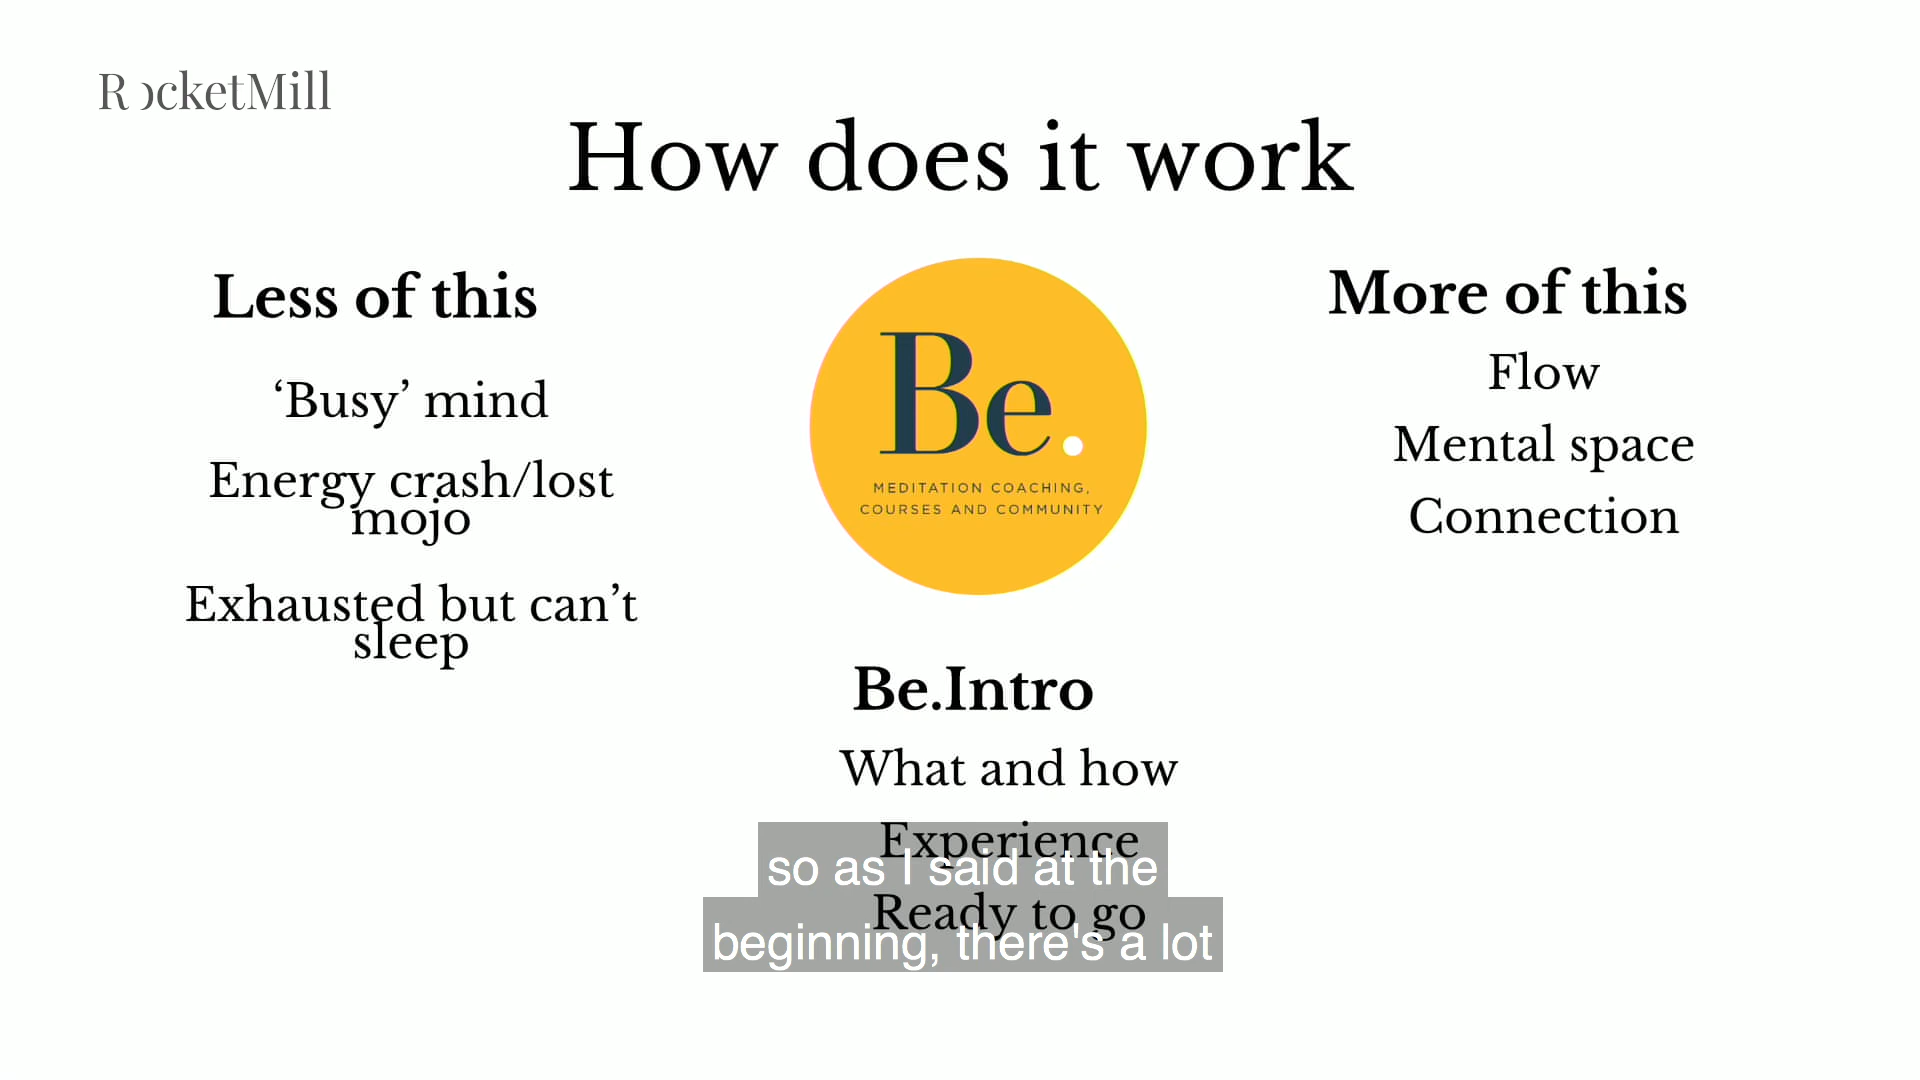 RocketMill
How does it work
Less of this
‘Busy’ mind
Energy crash/lost
mojo
Exhausted but can’t
sleep
Be.
MEDITATION COACHING,
COURSES AND COMMUNITY
More of this
Flow
Mental space
Connection
Be.Intro
What and how
Experience
Ready to go
so as I said at the
beginning, there's a lot